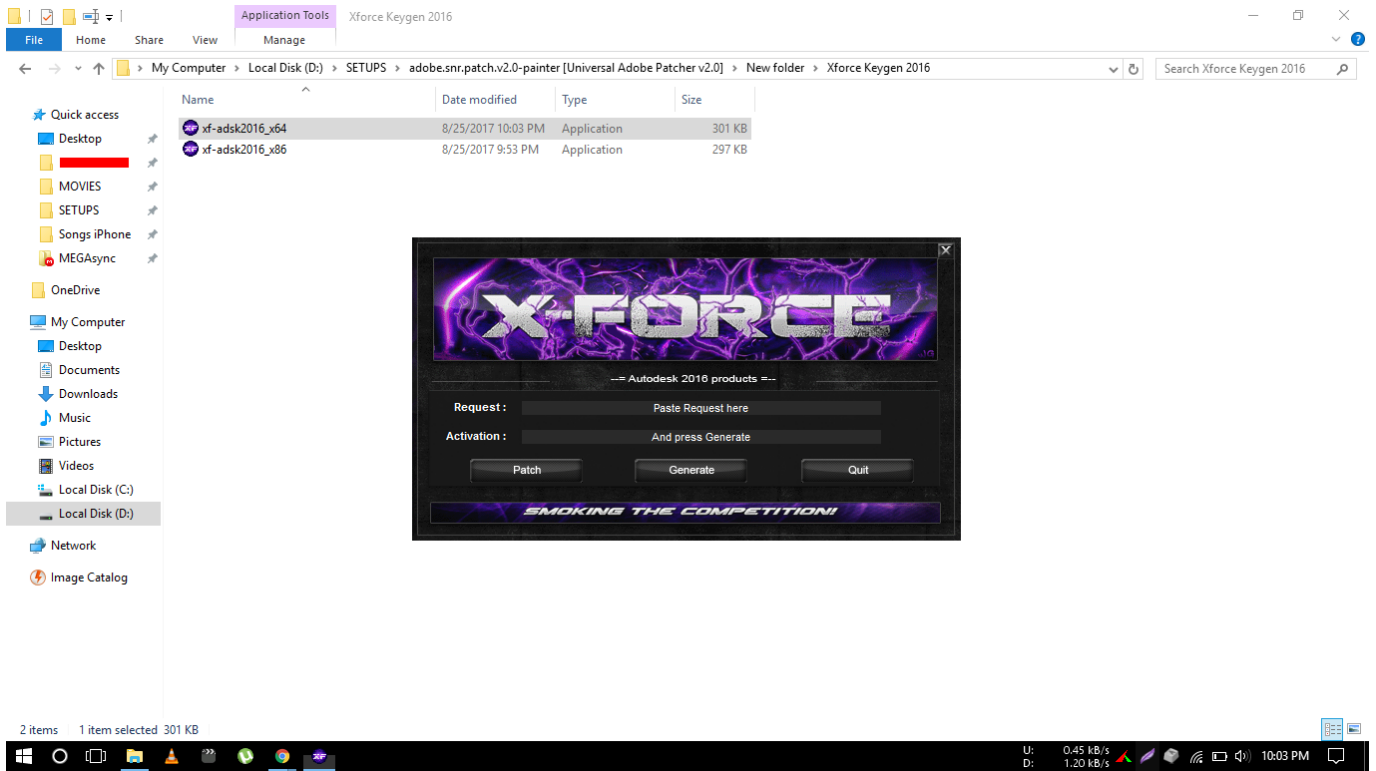 Application Tools Xforce Keygen 2016
File Home Share View Manage
My Computer Local Disk (D:) SETUPS adobe.snr.patch.v2.0-painter [Universal Adobe Patcher v2.0] New folder Xforce Keygen 2016 Search Xforce Keygen 2016
Name Date modified Type Size
Quick access
Desktop
MOVIES
SETUPS
Songs iPhone
MEGAsync
OneDrive
My Computer
Desktop
Documents
Downloads
Music
Pictures
Videos
Local Disk (C:)
Local Disk (D:)
Network
Image Catalog
xf-adsk2016_x64 8/25/2017 10:03 PM Application 301 KB
xf-adsk2016_x86 8/25/2017 9:53 PM Application 297 KB
X-FORCE
--= Autodesk 2016 products =--
Request : Paste Request here
Activation : And press Generate
Patch Generate Quit
SMOKING THE COMPETITION!
2 items 1 item selected 301 KB
U: 0.45 kB/s
D: 1.20 kB/s
10:03 PM